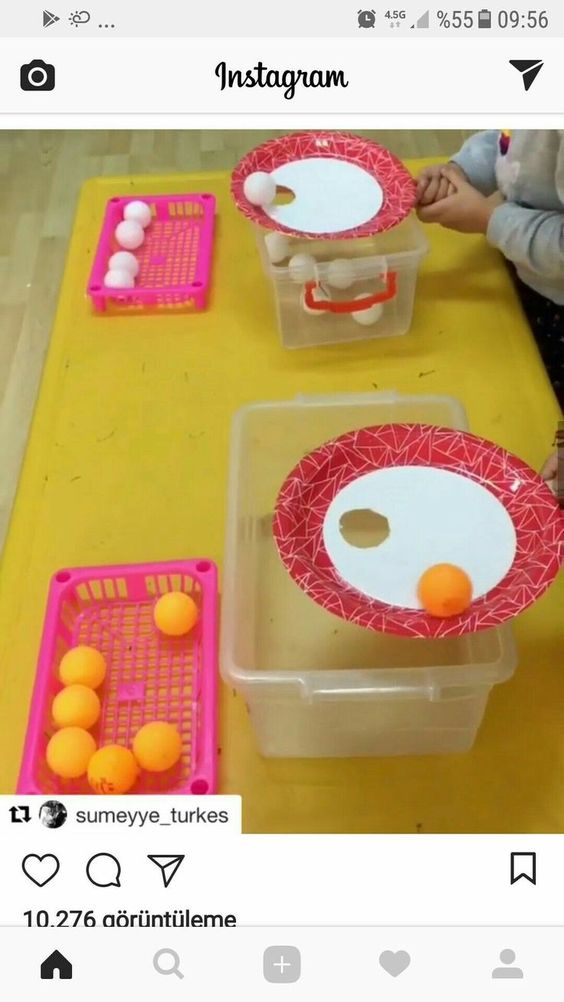 ... 4.5G %55 09:56
Instagram
sumeyye_turkes
10.276 görüntüleme